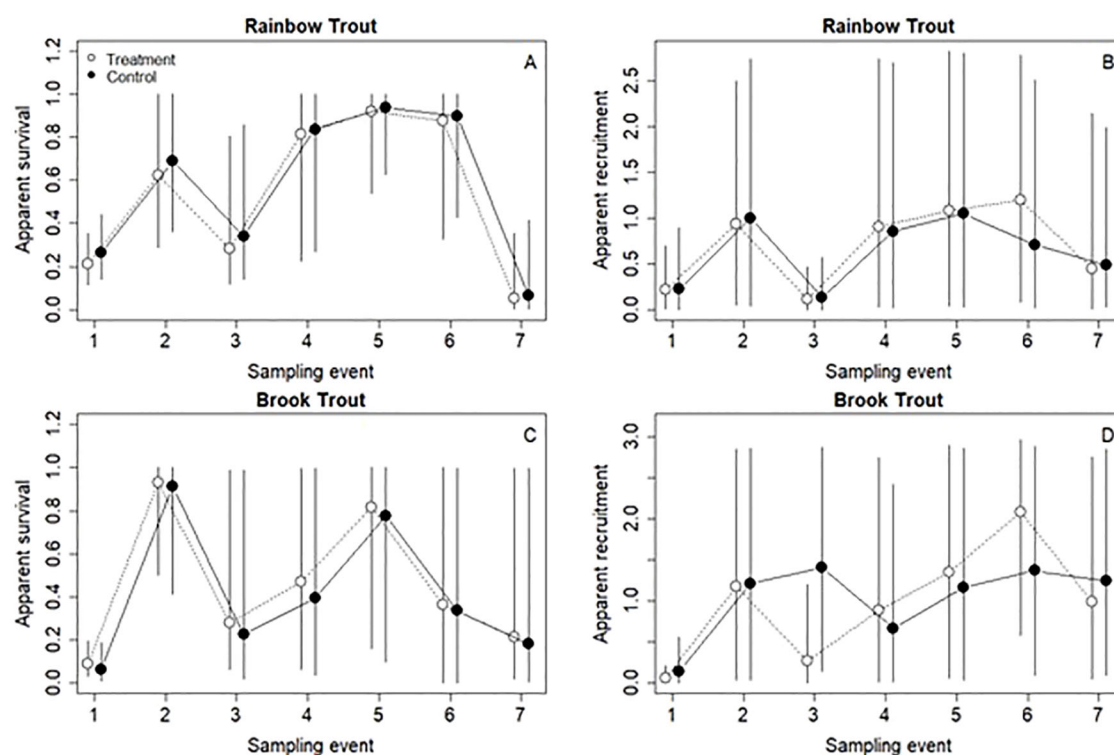 Rainbow Trout
A
Treatment
Control
Apparent survival
0.0 0.2 0.4 0.6 0.8 1.0 1.2
1 2 3 4 5 6 7
Sampling event
Rainbow Trout
B
Apparent recruitment
0.0 0.5 1.0 1.5 2.0 2.5
1 2 3 4 5 6 7
Sampling event
Brook Trout
C
Apparent survival
0.0 0.2 0.4 0.6 0.8 1.0 1.2
1 2 3 4 5 6 7
Sampling event
Brook Trout
D
Apparent recruitment
0.0 1.0 2.0 3.0
1 2 3 4 5 6 7
Sampling event